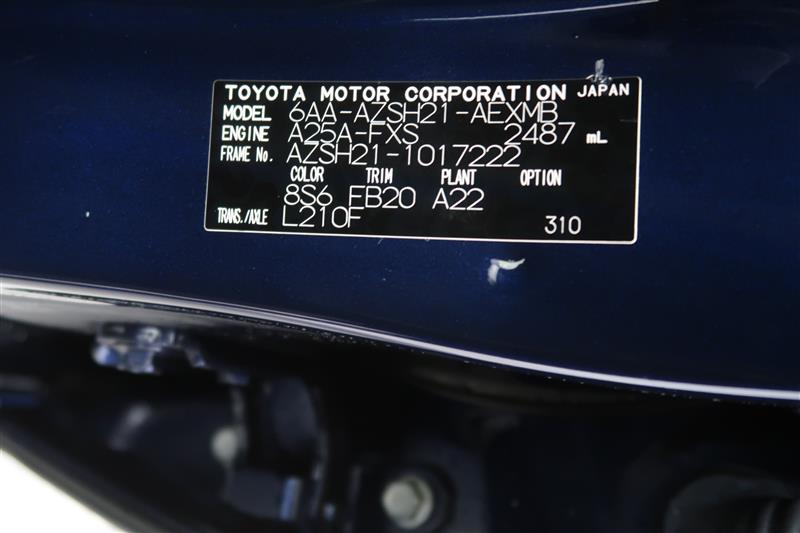 TOYOTA MOTOR CORPORATION JAPAN
MODEL 6AA-AZSH21-AEXMB
ENGINE A25A-FXS 2487 mL
FRAME No. AZSH21-1017222
COLOR TRIM PLANT OPTION
8S6 FB20 A22
TRANS./AXLE L210F 310